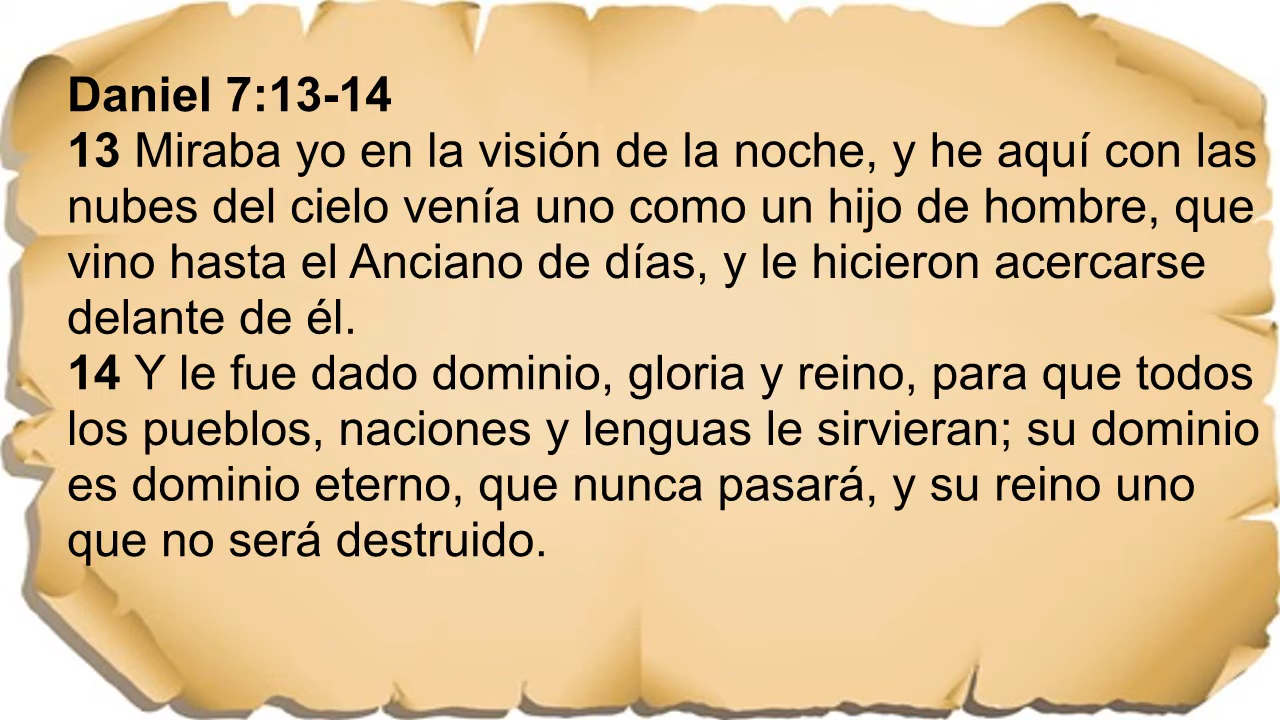 Daniel 7:13-14
13 Miraba yo en la visión de la noche, y he aquí con las
nubes del cielo venía uno como un hijo de hombre, que
vino hasta el Anciano de días, y le hicieron acercarse
delante de él.
14 Y le fue dado dominio, gloria y reino, para que todos
los pueblos, naciones y lenguas le sirvieran; su dominio
es dominio eterno, que nunca pasará, y su reino uno
que no será destruido.